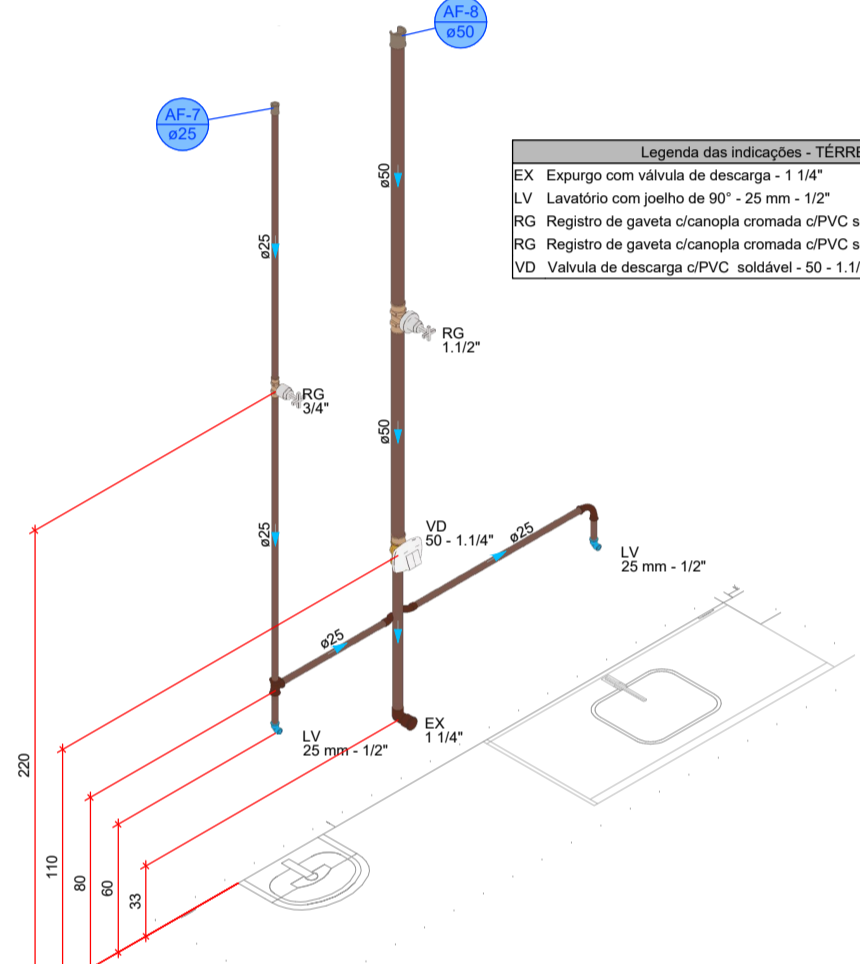 AF-8
ø50
AF-7
ø25
Legenda das indicações - TÉRRE
EX Expurgo com válvula de descarga - 1 1/4"
LV Lavatório com joelho de 90° - 25 mm - 1/2"
RG Registro de gaveta c/canopla cromada c/PVC s
RG Registro de gaveta c/canopla cromada c/PVC s
VD Valvula de descarga c/PVC soldável - 50 - 1.1/
ø50
ø25
RG
1.1/2"
RG
3/4"
ø50
ø25
VD
50 - 1.1/4"
ø25
LV
25 mm - 1/2"
ø25
EX
1 1/4"
LV
25 mm - 1/2"
220
110
80
60
33